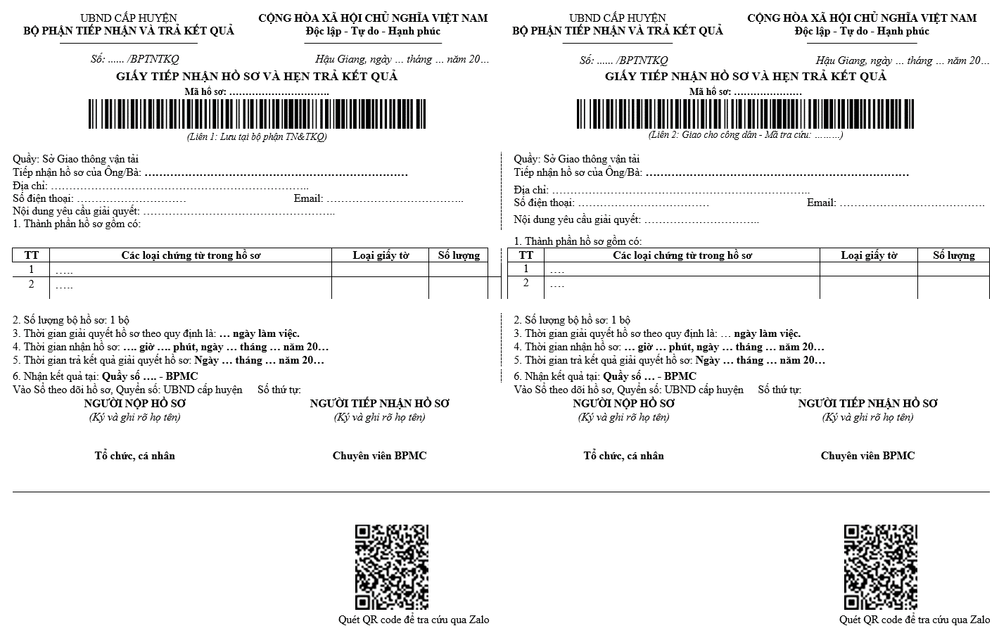 UBND CẤP HUYỆN
BỘ PHẬN TIẾP NHẬN VÀ TRẢ KẾT QUẢ
CỘNG HÒA XÃ HỘI CHỦ NGHĨA VIỆT NAM
Độc lập - Tự do - Hạnh phúc
Số: ...... /BPTNTKQ
Hậu Giang, ngày … tháng … năm 20…
GIẤY TIẾP NHẬN HỒ SƠ VÀ HẸN TRẢ KẾT QUẢ
Mã hồ sơ: ………………………….
(Liên 1: Lưu tại bộ phận TN&TKQ)
Quầy: Sở Giao thông vận tải
Tiếp nhận hồ sơ của Ông/Bà: ………………………………………………………………
Địa chỉ: ……………………………………………………………..
Số điện thoại: ………………………… Email: ………………………………..
Nội dung yêu cầu giải quyết: ……………………………………………..
1. Thành phần hồ sơ gồm có:
TT Các loại chứng từ trong hồ sơ Loại giấy tờ Số lượng
1 …..
2 …..
2. Số lượng bộ hồ sơ: 1 bộ
3. Thời gian giải quyết hồ sơ theo quy định là: … ngày làm việc.
4. Thời gian nhận hồ sơ: …. giờ …. phút, ngày … tháng … năm 20…
5. Thời gian trả kết quả giải quyết hồ sơ: Ngày … tháng … năm 20…
6. Nhận kết quả tại: Quầy số …. - BPMC
Vào Sổ theo dõi hồ sơ, Quyển số: UBND cấp huyện Số thứ tự:
NGƯỜI NỘP HỒ SƠ
(Ký và ghi rõ họ tên)
Tổ chức, cá nhân
NGƯỜI TIẾP NHẬN HỒ SƠ
(Ký và ghi rõ họ tên)
Chuyên viên BPMC
Quét QR code để tra cứu qua Zalo
UBND CẤP HUYỆN
BỘ PHẬN TIẾP NHẬN VÀ TRẢ KẾT QUẢ
CỘNG HÒA XÃ HỘI CHỦ NGHĨA VIỆT NAM
Độc lập - Tự do - Hạnh phúc
Số: ...... /BPTNTKQ
Hậu Giang, ngày … tháng … năm 20…
GIẤY TIẾP NHẬN HỒ SƠ VÀ HẸN TRẢ KẾT QUẢ
Mã hồ sơ: …………………
(Liên 2: Giao cho công dân - Mã tra cứu: ………)
Quầy: Sở Giao thông vận tải
Tiếp nhận hồ sơ của Ông/Bà: ………………………………………………………………
Địa chỉ: ……………………………………………………………..
Số điện thoại: ……………………………… Email: ………………………………….
Nội dung yêu cầu giải quyết: …………………………..
1. Thành phần hồ sơ gồm có:
TT Các loại chứng từ trong hồ sơ Loại giấy tờ Số lượng
1 ….
2 ….
2. Số lượng bộ hồ sơ: 1 bộ
3. Thời gian giải quyết hồ sơ theo quy định là: … ngày làm việc.
4. Thời gian nhận hồ sơ: … giờ … phút, ngày … tháng … năm 20…
5. Thời gian trả kết quả giải quyết hồ sơ: Ngày … tháng … năm 20…
6. Nhận kết quả tại: Quầy số … - BPMC
Vào Sổ theo dõi hồ sơ, Quyển số: UBND cấp huyện Số thứ tự:
NGƯỜI NỘP HỒ SƠ
(Ký và ghi rõ họ tên)
Tổ chức, cá nhân
NGƯỜI TIẾP NHẬN HỒ SƠ
(Ký và ghi rõ họ tên)
Chuyên viên BPMC
Quét QR code để tra cứu qua Zalo